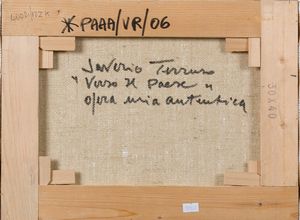 *PAAA/VR/06
Saverio Terruso
"Verso il Paese"
opera mia autentica
30X40